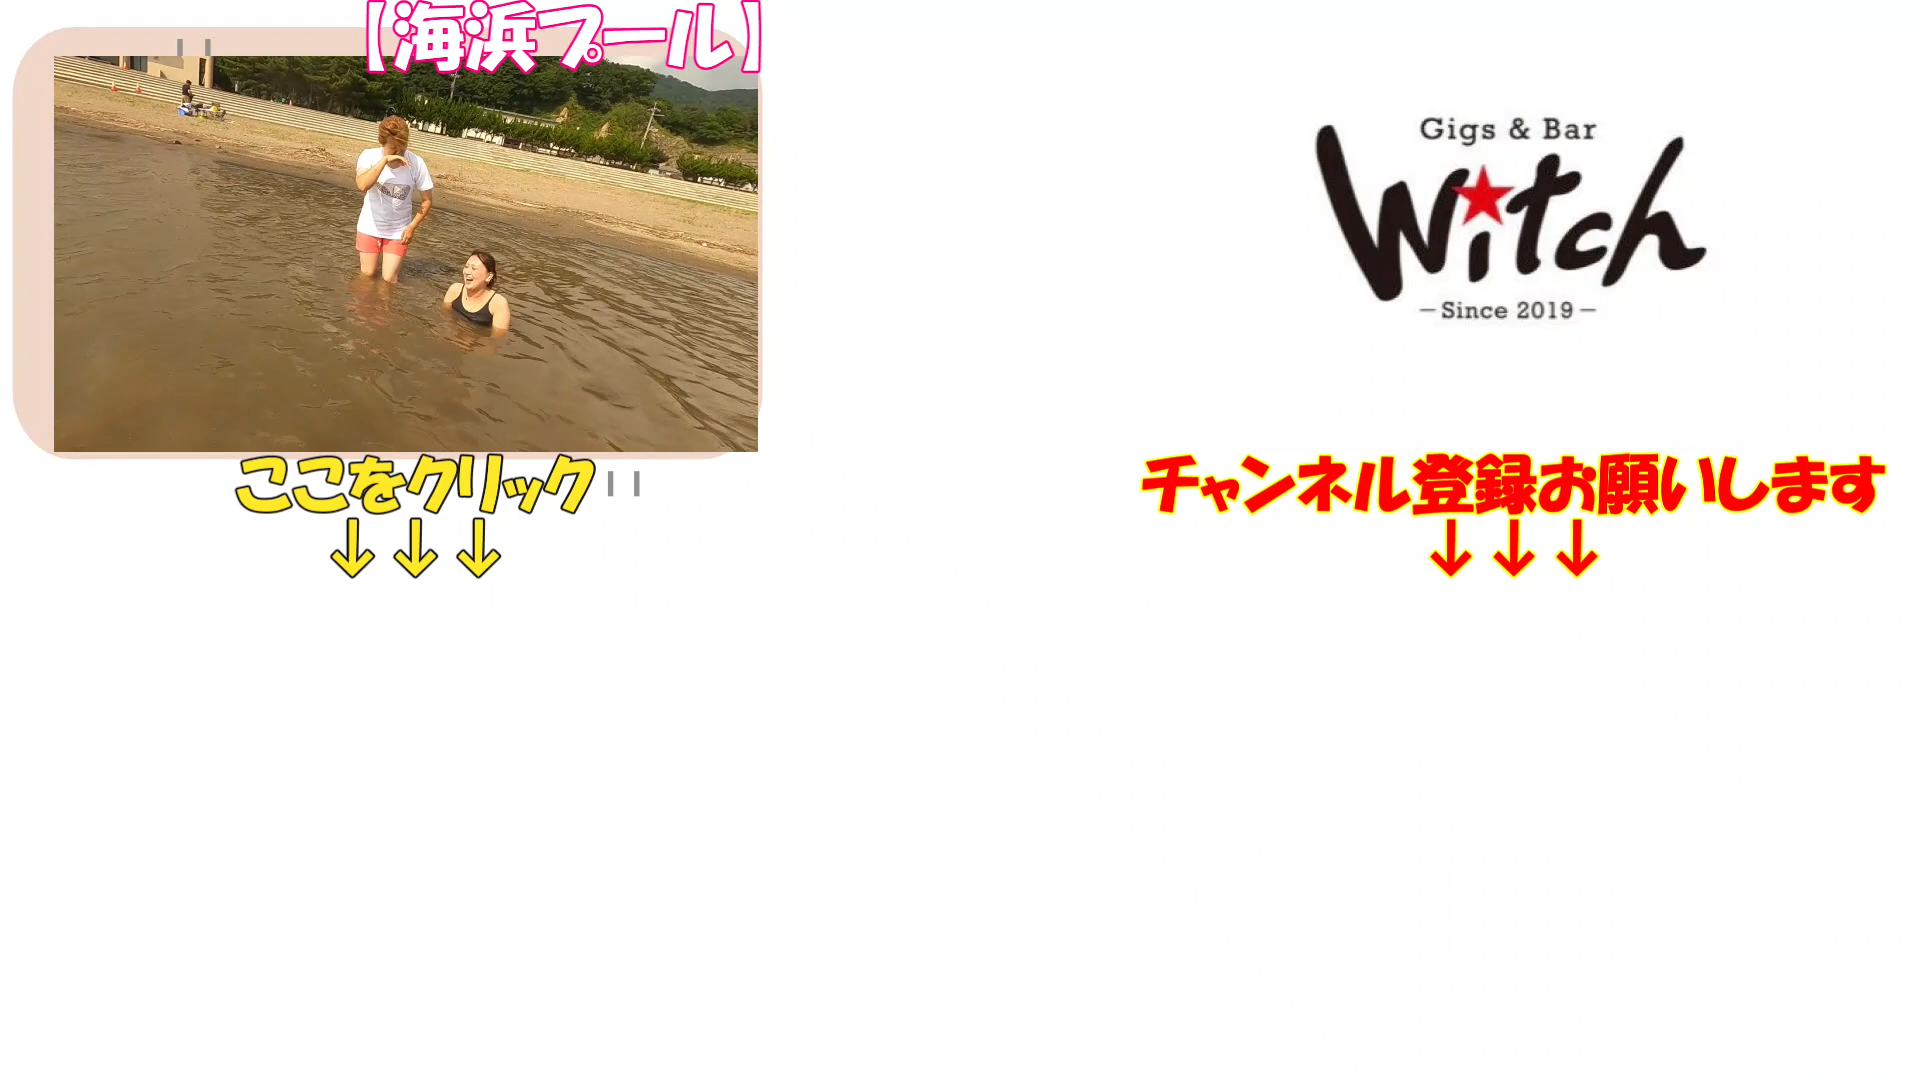 【海浜プール】
Gigs & Bar
Witch
－Since 2019－
ここをクリック
↓↓↓
チャンネル登録お願いします
↓↓↓